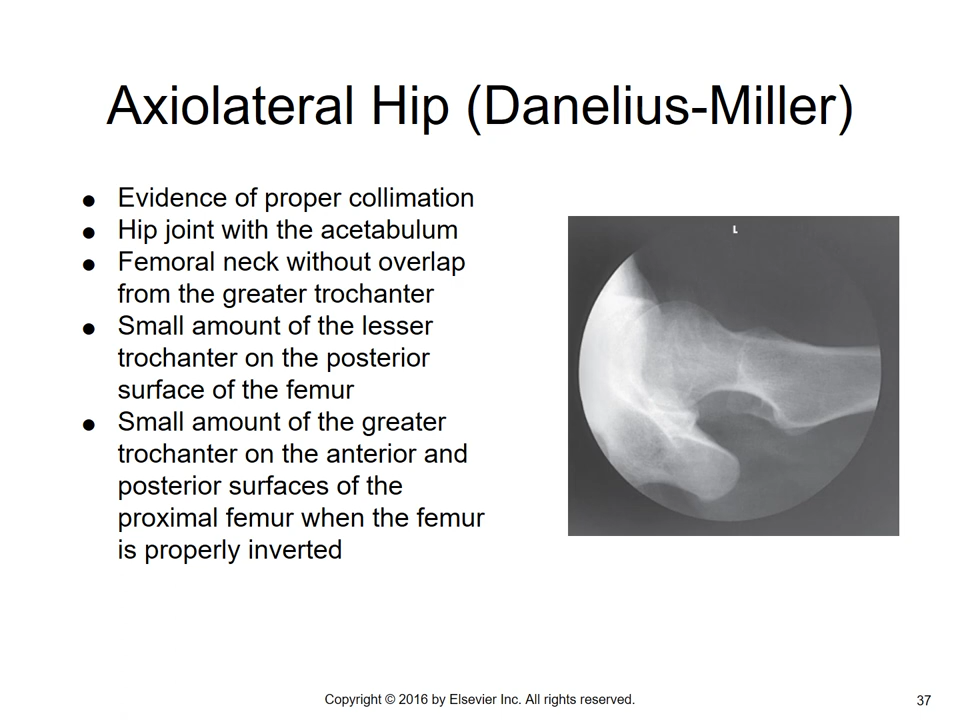 Axiolateral Hip (Danelius-Miller)
● Evidence of proper collimation
● Hip joint with the acetabulum
● Femoral neck without overlap
from the greater trochanter
● Small amount of the lesser
trochanter on the posterior
surface of the femur
● Small amount of the greater
trochanter on the anterior and
posterior surfaces of the
proximal femur when the femur
is properly inverted
L
Copyright © 2016 by Elsevier Inc. All rights reserved.
37